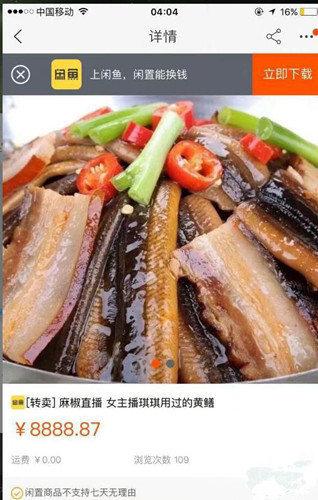 中国移动 04:04 16%
详情
闲鱼 上闲鱼，闲置能换钱 立即下载
闲鱼 [转卖] 麻椒直播 女主播琪琪用过的黄鳝
￥8888.87
运费：￥0.00 浏览次数 109
闲置商品不支持七天无理由